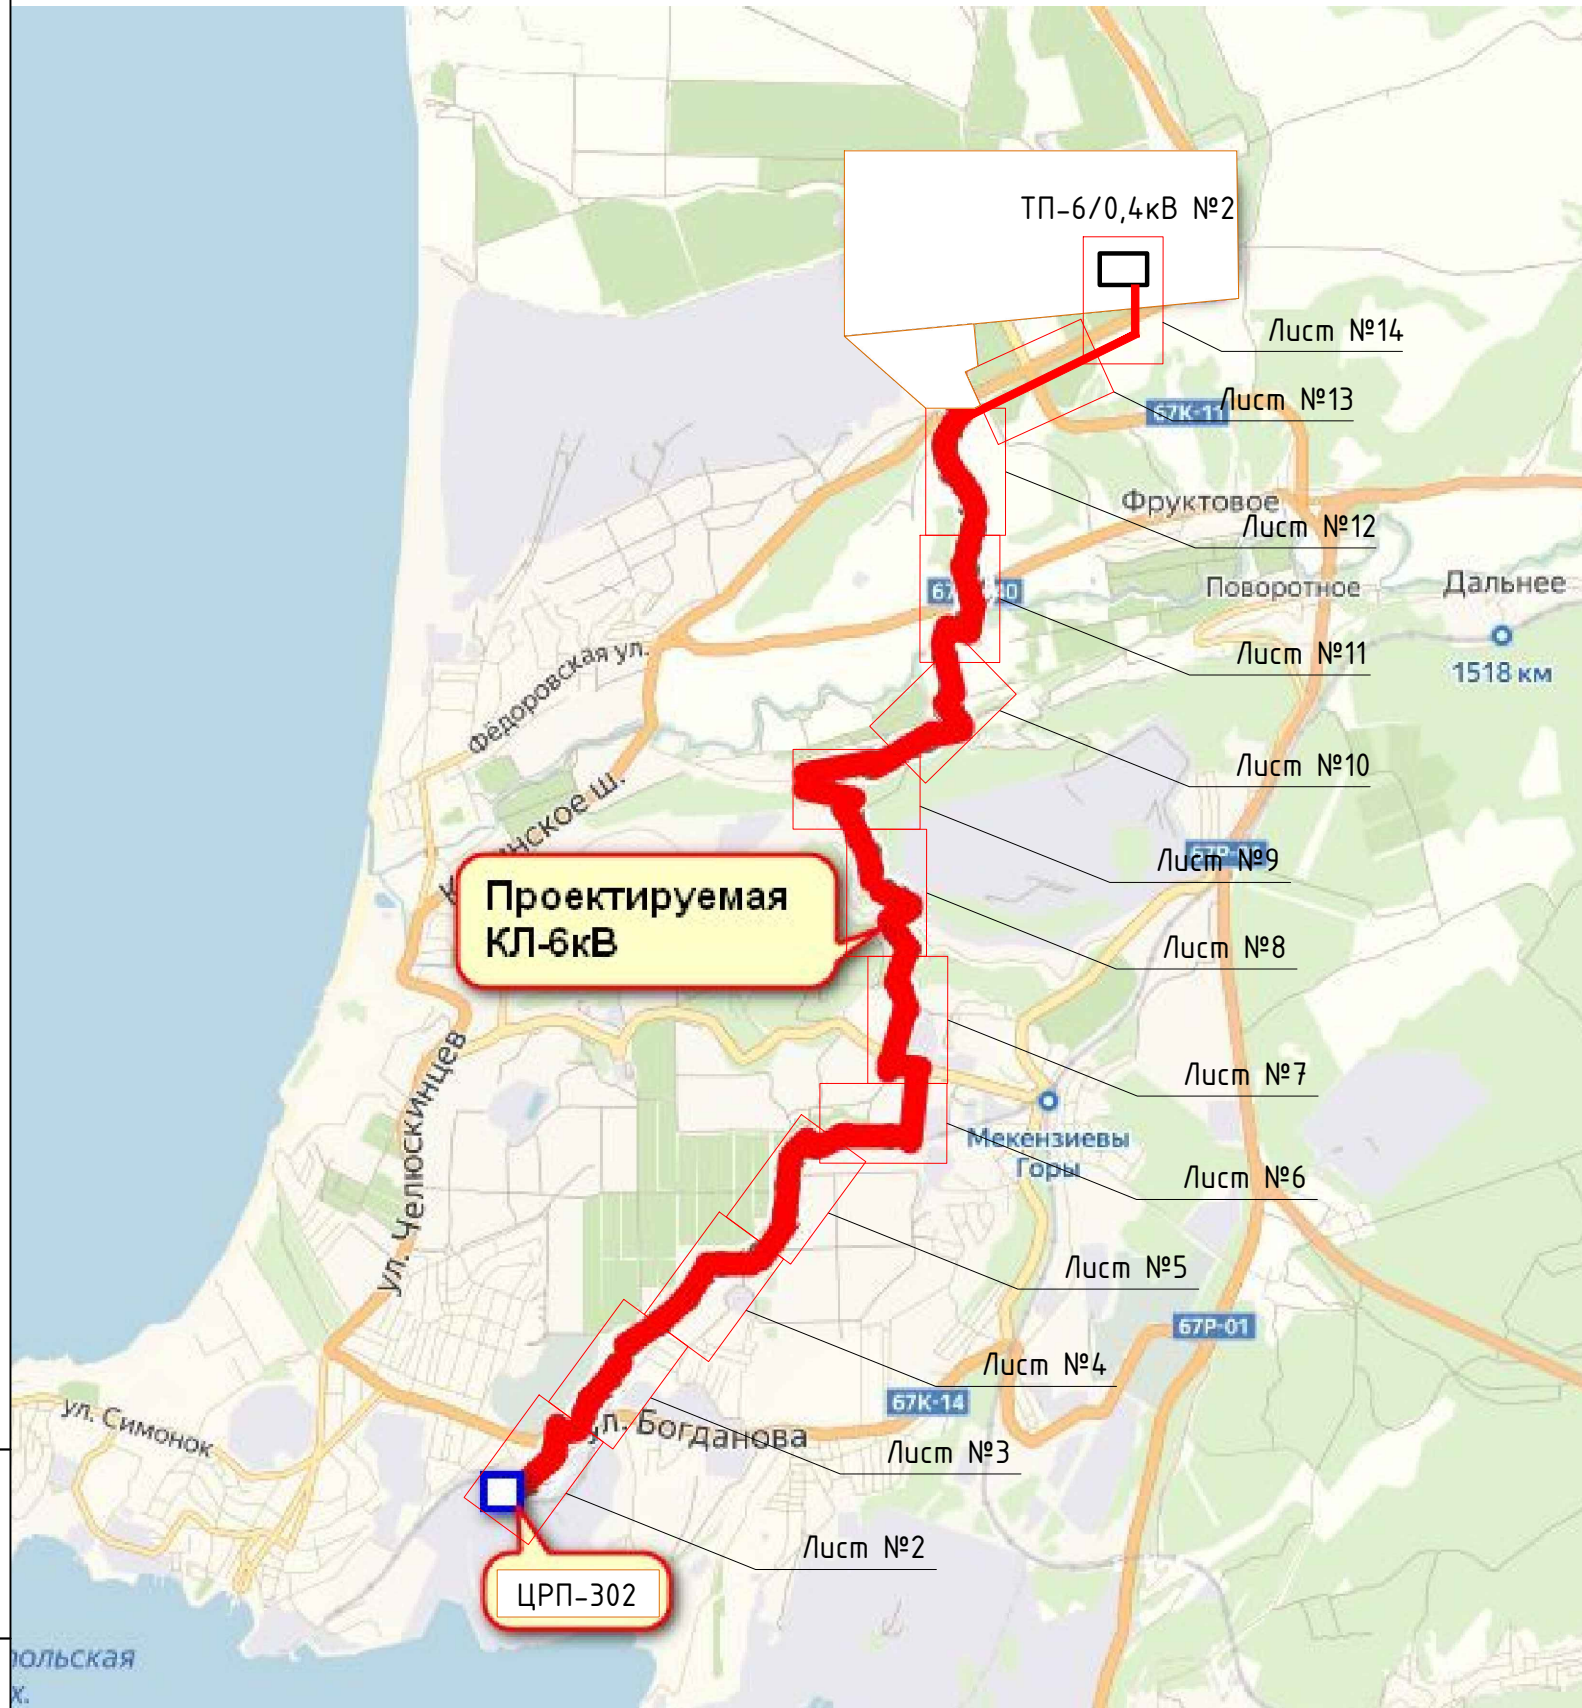 ТП-6/0,4кВ №2
Лист №14
Лист №13
67К-11
Фруктовое
Лист №12
Поворотное
Дальнее
Лист №11
1518 км
Фёдоровская ул.
Лист №10
Лист №9
Проектируемая
КЛ-6кВ
Лист №8
ул. Челюскинцев
Лист №7
Мекензиевы
Горы
Лист №6
Лист №5
67Р-01
Лист №4
67К-14
ул. Симонок
ул. Богданова
Лист №3
Лист №2
ЦРП-302